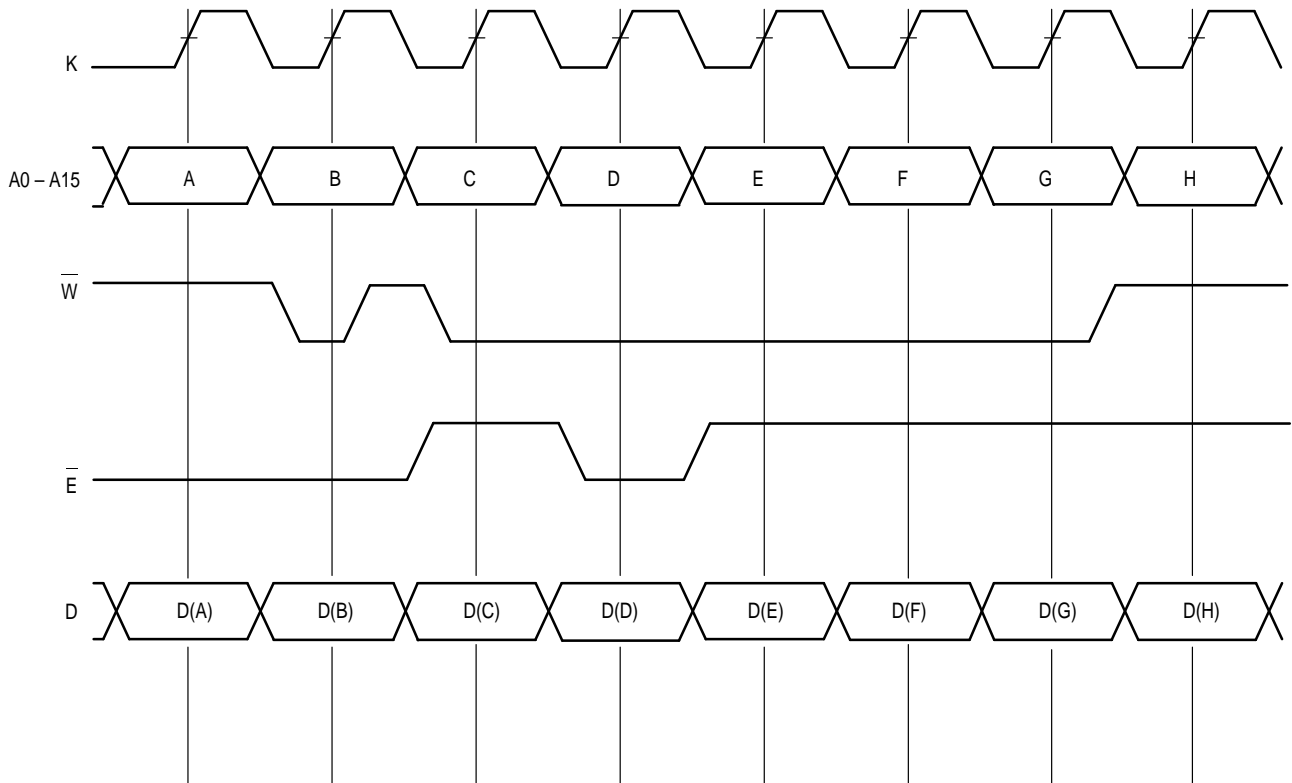 K
A0 – A15 A B C D E F G H
W̅
E̅
D D(A) D(B) D(C) D(D) D(E) D(F) D(G) D(H)